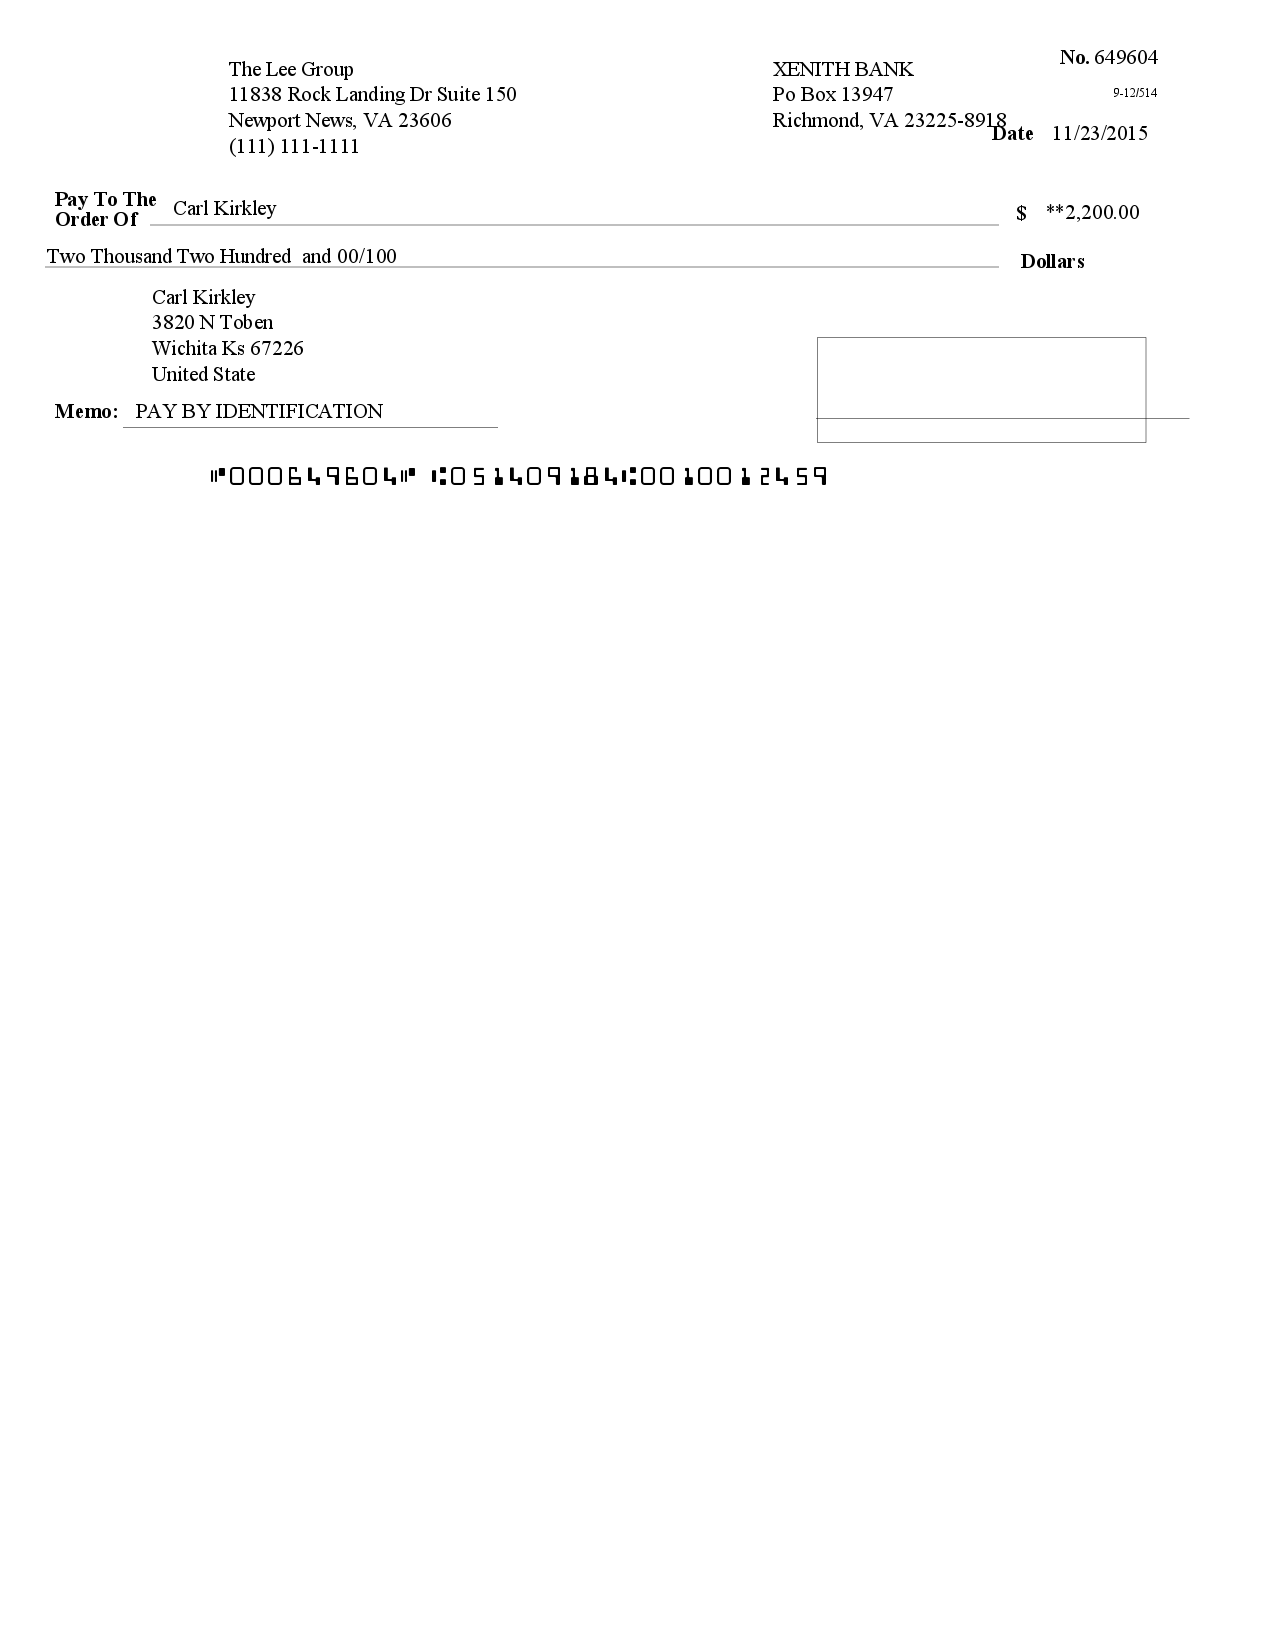 The Lee Group
11838 Rock Landing Dr Suite 150
Newport News, VA 23606
(111) 111-1111
XENITH BANK
Po Box 13947
Richmond, VA 23225-8918
No. 649604
9-12/514
Date 11/23/2015
Pay To The
Order Of Carl Kirkley
$ **2,200.00
Two Thousand Two Hundred and 00/100
Dollars
Carl Kirkley
3820 N Toben
Wichita Ks 67226
United State
Memo: PAY BY IDENTIFICATION
⑈000649604⑈ ⑆051409184⑆001001 2459